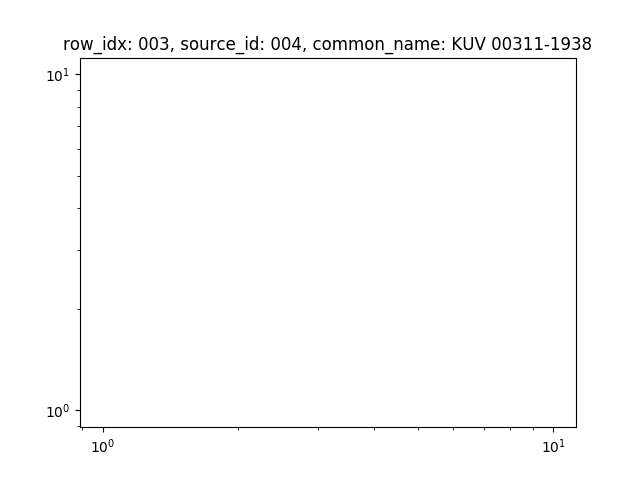 row_idx: 003, source_id: 004, common_name: KUV 00311-1938
10¹
10⁰
10⁰ 10¹